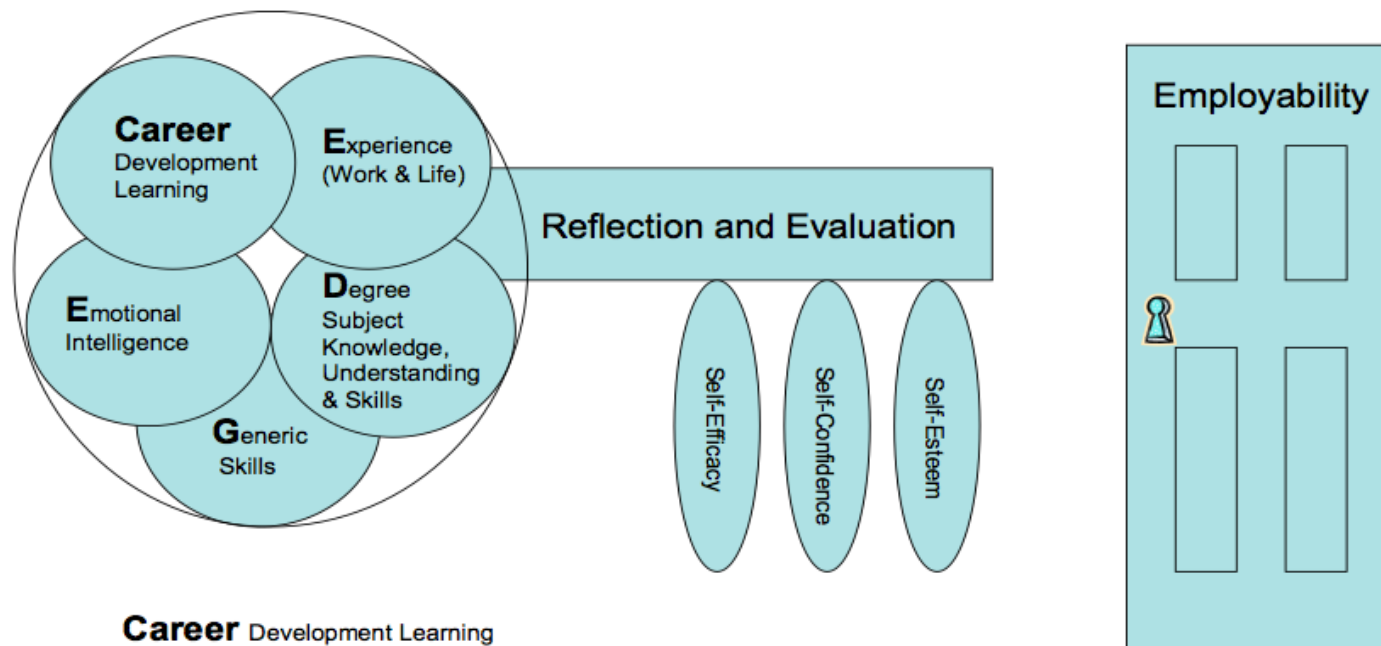 Career
Development
Learning
Experience
(Work & Life)
Emotional
Intelligence
Degree
Subject
Knowledge,
Understanding
& Skills
Generic
Skills
Reflection and Evaluation
Self-Efficacy
Self-Confidence
Self-Esteem
Employability
Career Development Learning